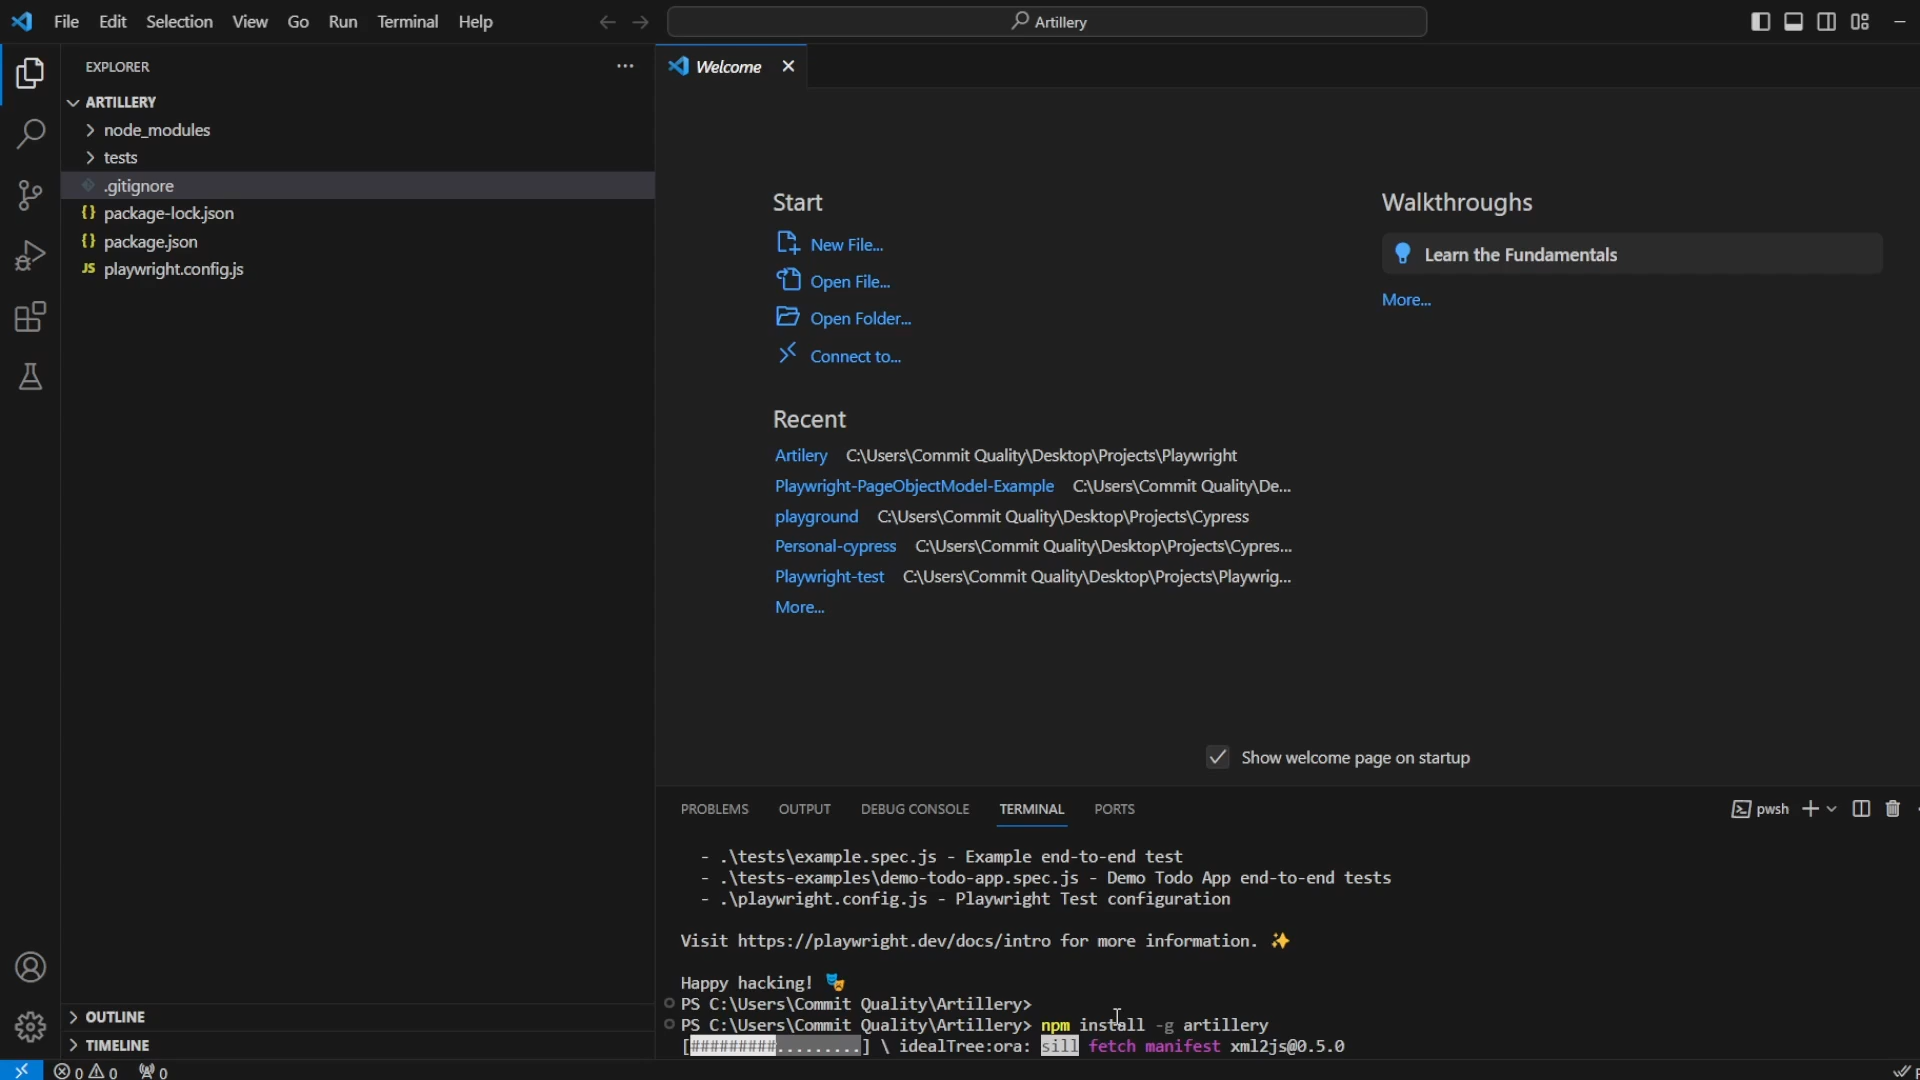 File Edit Selection View Go Run Terminal Help
Artillery
EXPLORER
ARTILLERY
node_modules
tests
.gitignore
package-lock.json
package.json
playwright.config.js
OUTLINE
TIMELINE
Welcome
Start
New File...
Open File...
Open Folder...
Connect to...
Recent
Artilery C:\Users\Commit Quality\Desktop\Projects\Playwright
Playwright-PageObjectModel-Example C:\Users\Commit Quality\De...
playground C:\Users\Commit Quality\Desktop\Projects\Cypress
Personal-cypress C:\Users\Commit Quality\Desktop\Projects\Cypres...
Playwright-test C:\Users\Commit Quality\Desktop\Projects\Playwrig...
More...
Walkthroughs
Learn the Fundamentals
More...
Show welcome page on startup
PROBLEMS OUTPUT DEBUG CONSOLE TERMINAL PORTS
pwsh
- .\tests\example.spec.js - Example end-to-end test
- .\tests-examples\demo-todo-app.spec.js - Demo Todo App end-to-end tests
- .\playwright.config.js - Playwright Test configuration
Visit https://playwright.dev/docs/intro for more information. ✨
Happy hacking! 🎭
PS C:\Users\Commit Quality\Artillery>
PS C:\Users\Commit Quality\Artillery> npm install -g artillery
[#########.........] \ idealTree:ora: sill fetch manifest xml2js@0.5.0
0 0 0